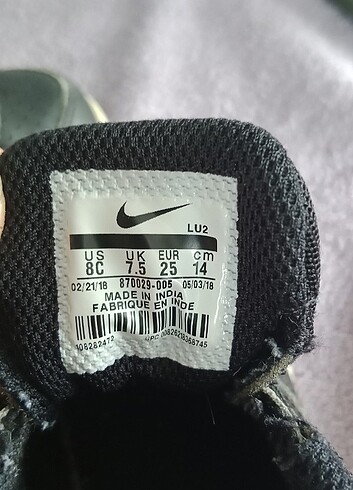 LU2
US UK EUR cm
8C 7.5 25 14
02/21/18 870029-005 05/03/18
MADE IN INDIA
FABRIQUE EN INDE